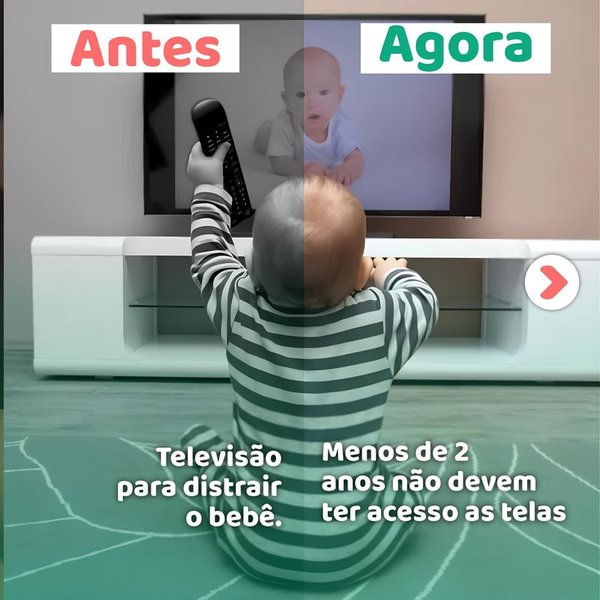 Antes
Agora
Televisão
para distrair
o bebê.
Menos de 2
anos não devem
ter acesso as telas